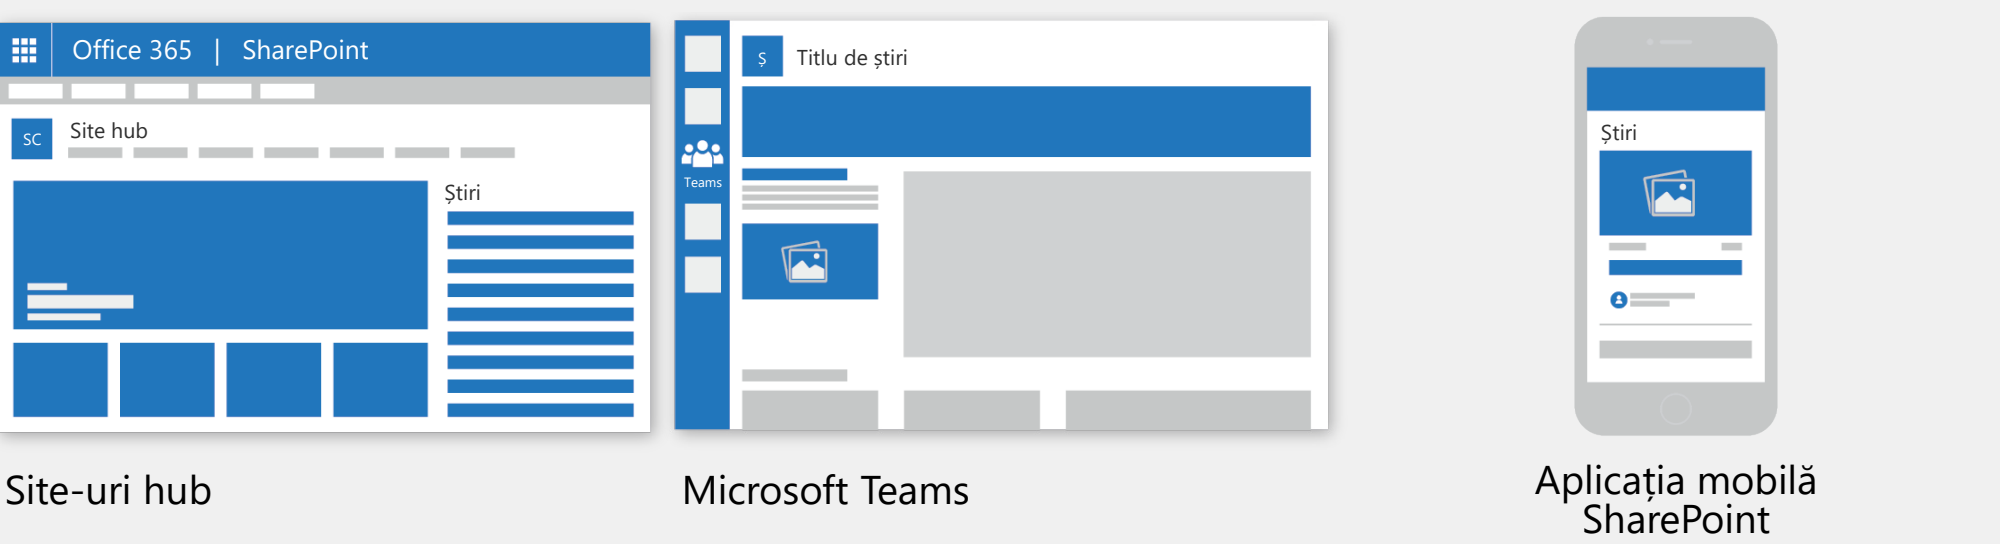 Office 365 | SharePoint
SC
Site hub
Știri
Site-uri hub
Ș
Titlu de știri
Teams
Microsoft Teams
Știri
Aplicația mobilă
SharePoint